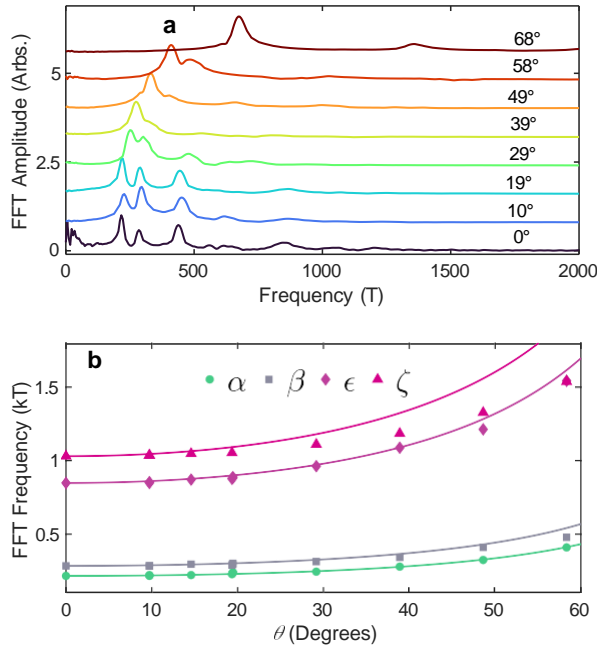 a
FFT Amplitude (Arbs.)
5
2.5
0
68°
58°
49°
39°
29°
19°
10°
0°
0 500 1000 1500 2000
Frequency (T)
b
α β ϵ ζ
FFT Frequency (kT)
1.5
1
0.5
0 10 20 30 40 50 60
θ (Degrees)